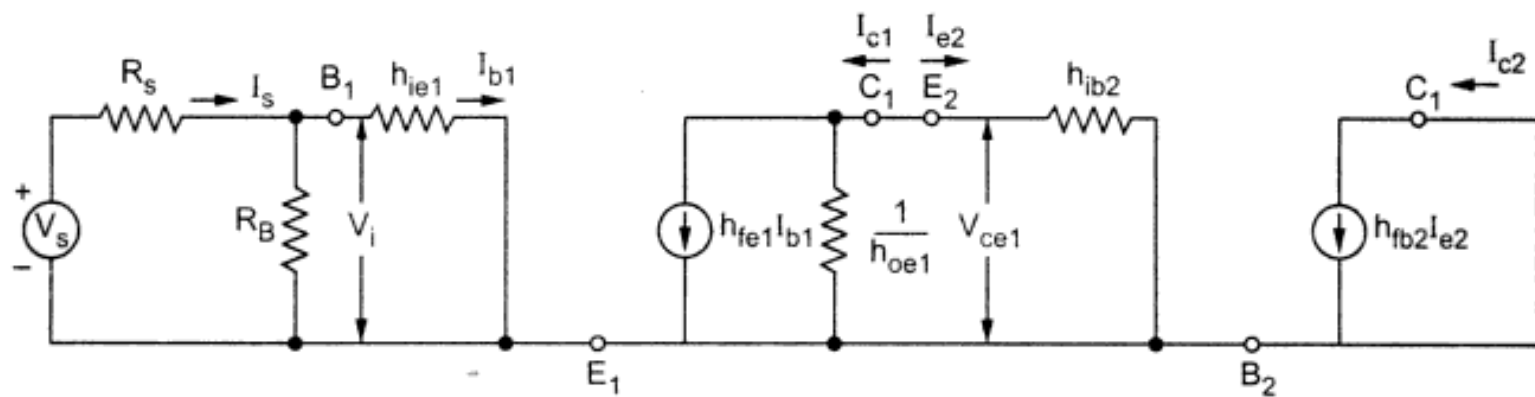 R_s
I_s
B_1
h_ie1
I_b1
I_c1
I_e2
C_1
E_2
h_ib2
C_1
I_c2
+
V_s
−
R_B
V_i
h_fe1 I_b1
1
h_oe1
V_ce1
h_fb2 I_e2
E_1
B_2